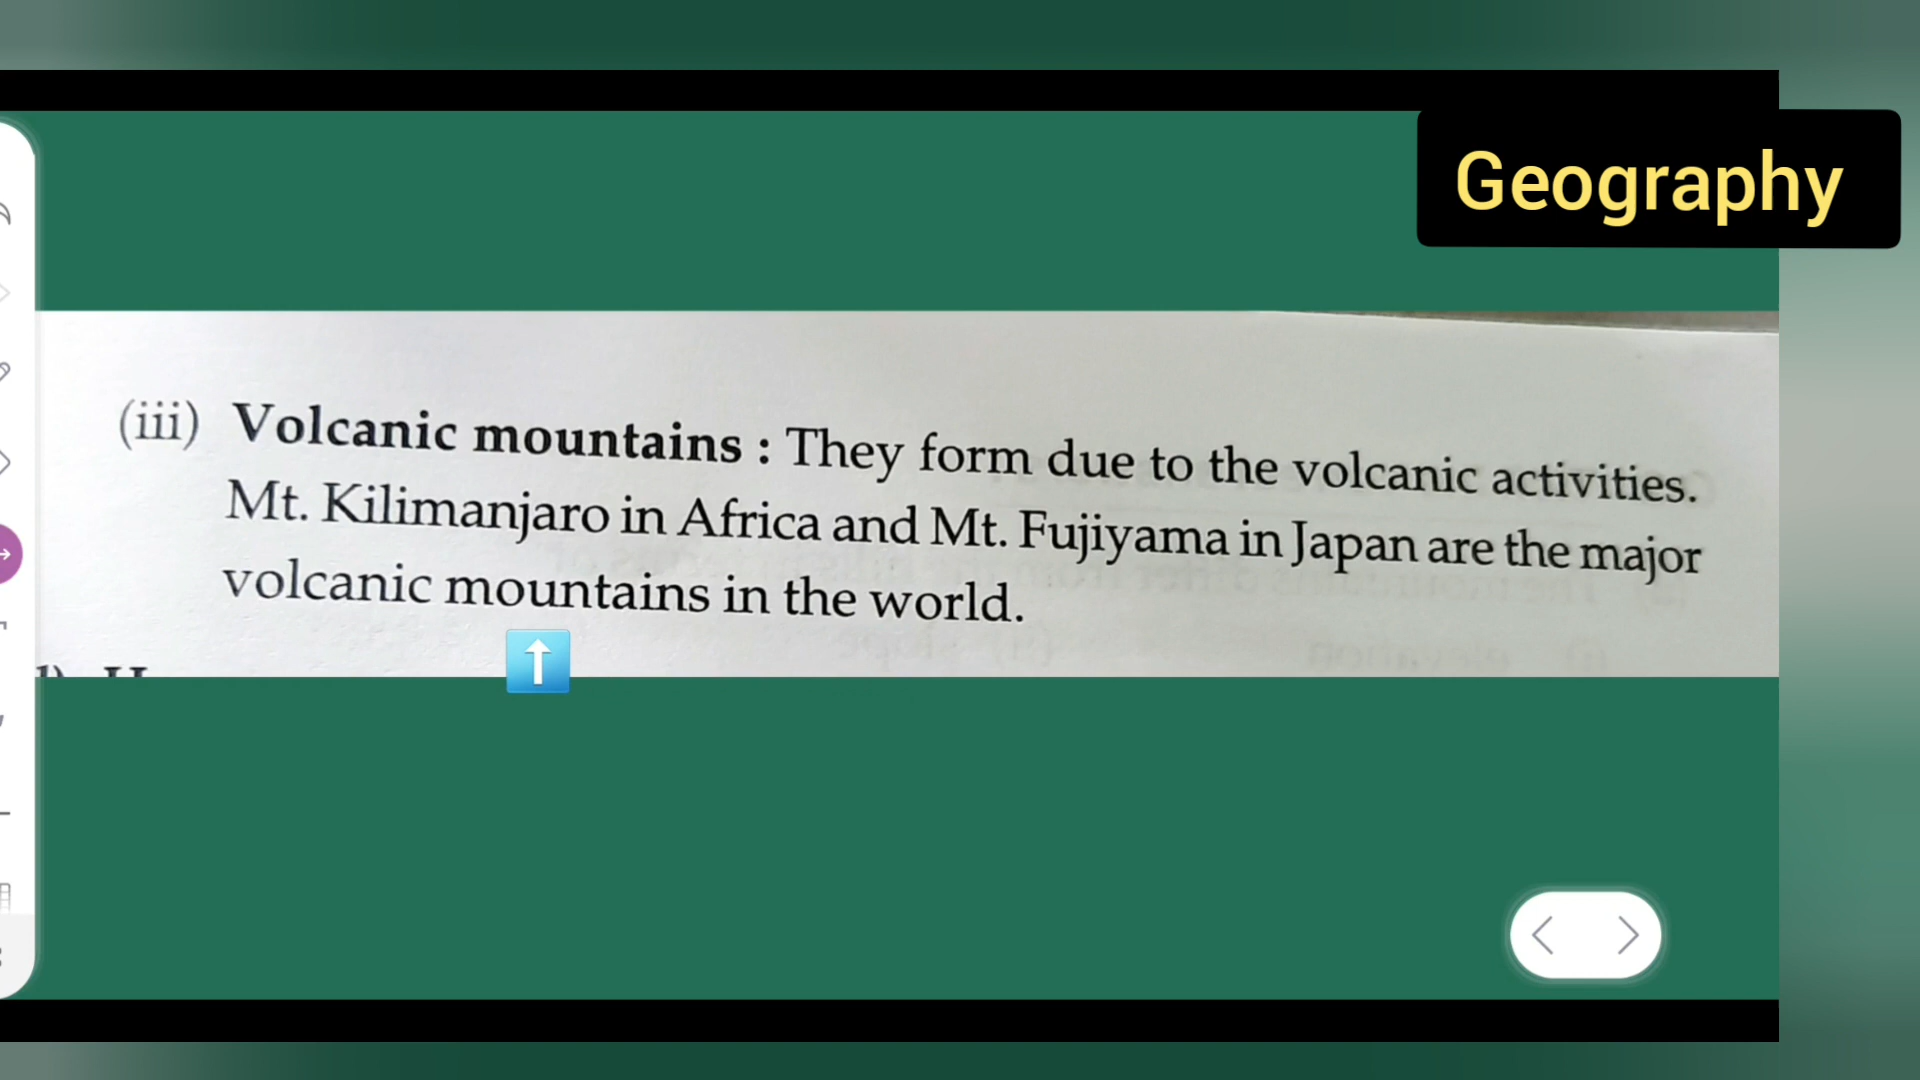 Geography
(iii) Volcanic mountains : They form due to the volcanic activities.
Mt. Kilimanjaro in Africa and Mt. Fujiyama in Japan are the major
volcanic mountains in the world.